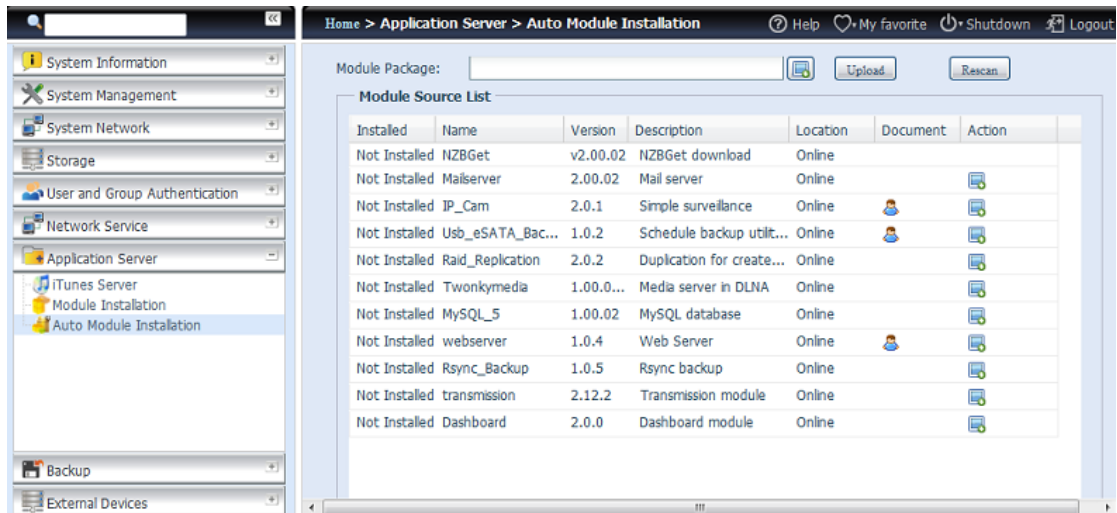 Home > Application Server > Auto Module Installation Help My favorite Shutdown Logout
System Information
System Management
System Network
Storage
User and Group Authentication
Network Service
Application Server
iTunes Server
Module Installation
Auto Module Installation
Backup
External Devices
Module Package: Upload Rescan
Module Source List
Installed Name Version Description Location Document Action
Not Installed NZBGet v2.00.02 NZBGet download Online
Not Installed Mailserver 2.00.02 Mail server Online
Not Installed IP_Cam 2.0.1 Simple surveillance Online
Not Installed Usb_eSATA_Bac... 1.0.2 Schedule backup utilit... Online
Not Installed Raid_Replication 2.0.2 Duplication for create... Online
Not Installed Twonkymedia 1.00.0... Media server in DLNA Online
Not Installed MySQL_5 1.00.02 MySQL database Online
Not Installed webserver 1.0.4 Web Server Online
Not Installed Rsync_Backup 1.0.5 Rsync backup Online
Not Installed transmission 2.12.2 Transmission module Online
Not Installed Dashboard 2.0.0 Dashboard module Online